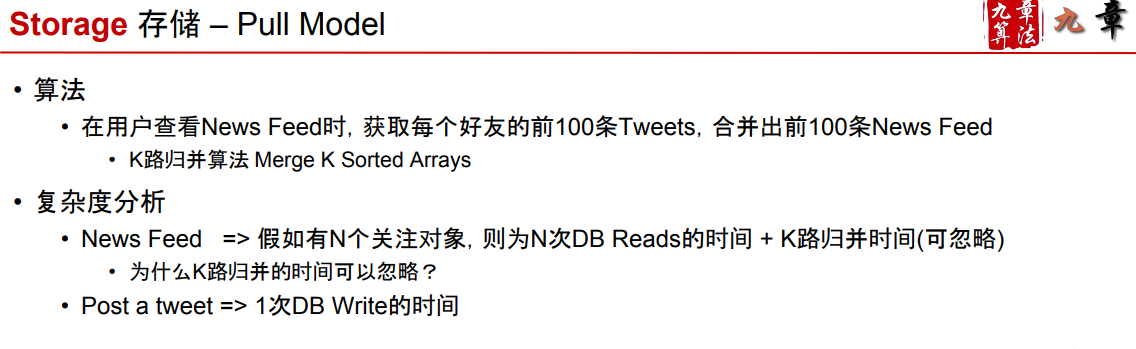 Storage 存储 – Pull Model
九章算法 九章
• 算法
• 在用户查看News Feed时, 获取每个好友的前100条Tweets, 合并出前100条News Feed
• K路归并算法 Merge K Sorted Arrays
• 复杂度分析
• News Feed => 假如有N个关注对象, 则为N次DB Reads的时间 + K路归并时间(可忽略)
• 为什么K路归并的时间可以忽略？
• Post a tweet => 1次DB Write的时间